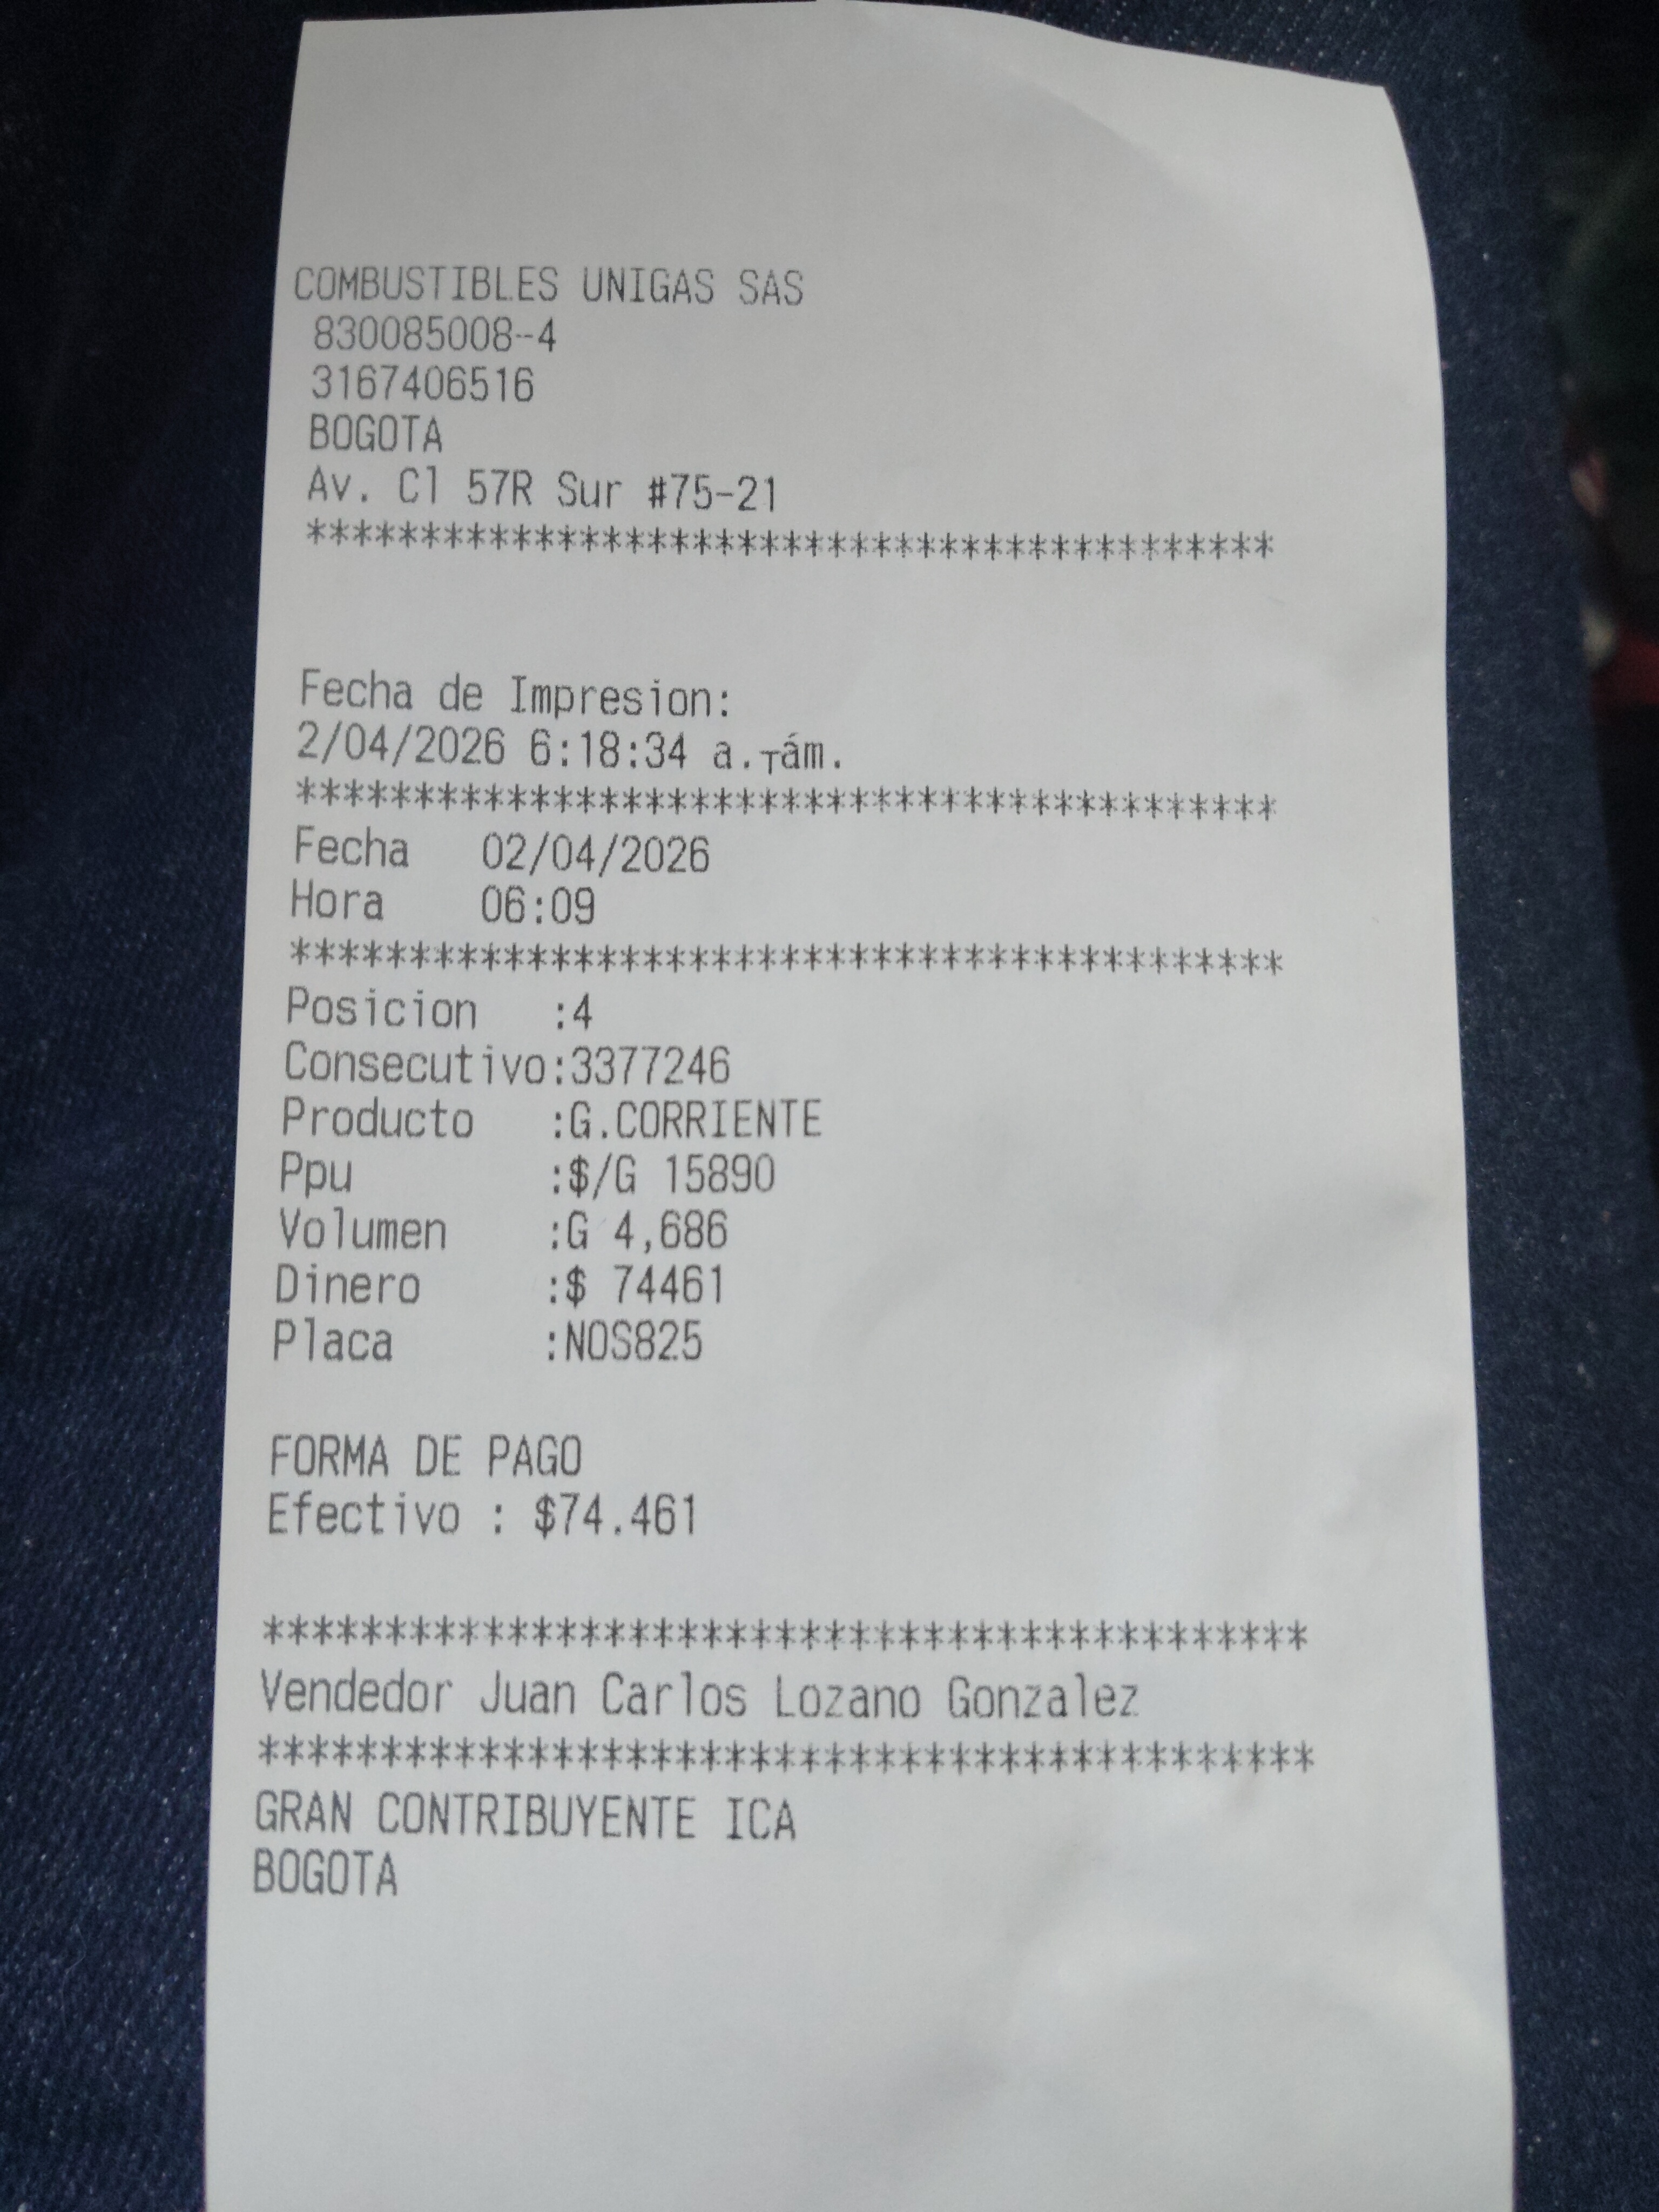 COMBUSTIBLES UNIGAS SAS
830085008-4
3167406516
BOGOTA
Av. Cl 57R Sur #75-21
******************************************
Fecha de Impresion:
2/04/2026 6:18:34 a.┬ám.
******************************************
Fecha 02/04/2026
Hora 06:09
******************************************
Posicion :4
Consecutivo:3377246
Producto :G.CORRIENTE
Ppu :$/G 15890
Volumen :G 4,686
Dinero :$ 74461
Placa :NOS825
FORMA DE PAGO
Efectivo : $74.461
******************************************
Vendedor Juan Carlos Lozano Gonzalez
******************************************
GRAN CONTRIBUYENTE ICA
BOGOTA